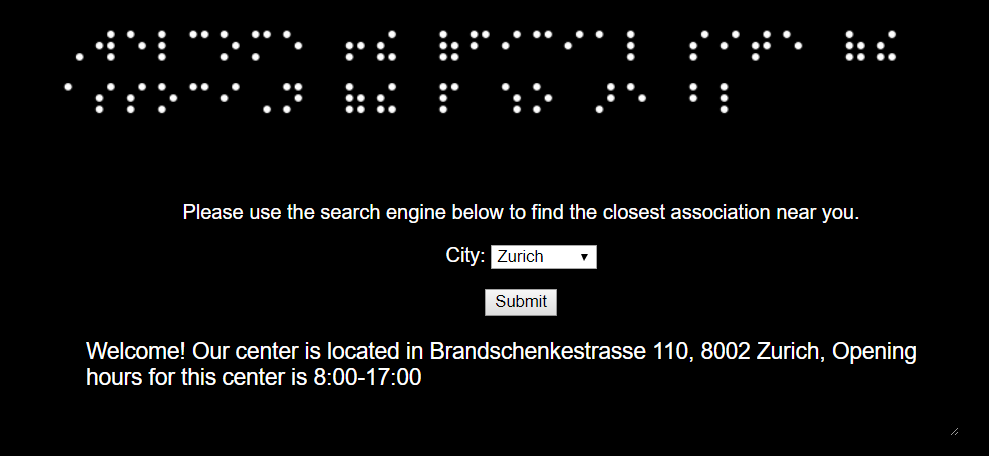 ⠠⠺⠑⠇⠉⠕⠍⠑ ⠖⠮ ⠷⠋⠊⠉⠊⠁⠇ ⠎⠊⠞⠑ ⠷⠮
⠁⠎⠎⠕⠉⠊⠠⠝ ⠷⠮ ⠏ ⠱⠕ ⠜⠑ ⠃⠇
Please use the search engine below to find the closest association near you.
City: Zurich
Submit
Welcome! Our center is located in Brandschenkestrasse 110, 8002 Zurich, Opening
hours for this center is 8:00-17:00